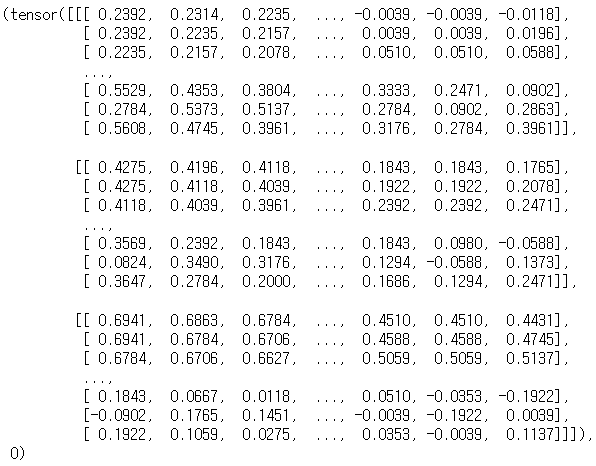 (tensor([[[ 0.2392,  0.2314,  0.2235,  ..., -0.0039, -0.0039, -0.0118],
          [ 0.2392,  0.2235,  0.2157,  ...,  0.0039,  0.0039,  0.0196],
          [ 0.2235,  0.2157,  0.2078,  ...,  0.0510,  0.0510,  0.0588],
          ...,
          [ 0.5529,  0.4353,  0.3804,  ...,  0.3333,  0.2471,  0.0902],
          [ 0.2784,  0.5373,  0.5137,  ...,  0.2784,  0.0902,  0.2863],
          [ 0.5608,  0.4745,  0.3961,  ...,  0.3176,  0.2784,  0.3961]],
         [[ 0.4275,  0.4196,  0.4118,  ...,  0.1843,  0.1843,  0.1765],
          [ 0.4275,  0.4118,  0.4039,  ...,  0.1922,  0.1922,  0.2078],
          [ 0.4118,  0.4039,  0.3961,  ...,  0.2392,  0.2392,  0.2471],
          ...,
          [ 0.3569,  0.2392,  0.1843,  ...,  0.1843,  0.0980, -0.0588],
          [ 0.0824,  0.3490,  0.3176,  ...,  0.1294, -0.0588,  0.1373],
          [ 0.3647,  0.2784,  0.2000,  ...,  0.1686,  0.1294,  0.2471]],
         [[ 0.6941,  0.6863,  0.6784,  ...,  0.4510,  0.4510,  0.4431],
          [ 0.6941,  0.6784,  0.6706,  ...,  0.4588,  0.4588,  0.4745],
          [ 0.6784,  0.6706,  0.6627,  ...,  0.5059,  0.5059,  0.5137],
          ...,
          [ 0.1843,  0.0667,  0.0118,  ...,  0.0510, -0.0353, -0.1922],
          [-0.0902,  0.1765,  0.1451,  ..., -0.0039, -0.1922,  0.0039],
          [ 0.1922,  0.1059,  0.0275,  ...,  0.0353, -0.0039,  0.1137]]]),
 0)